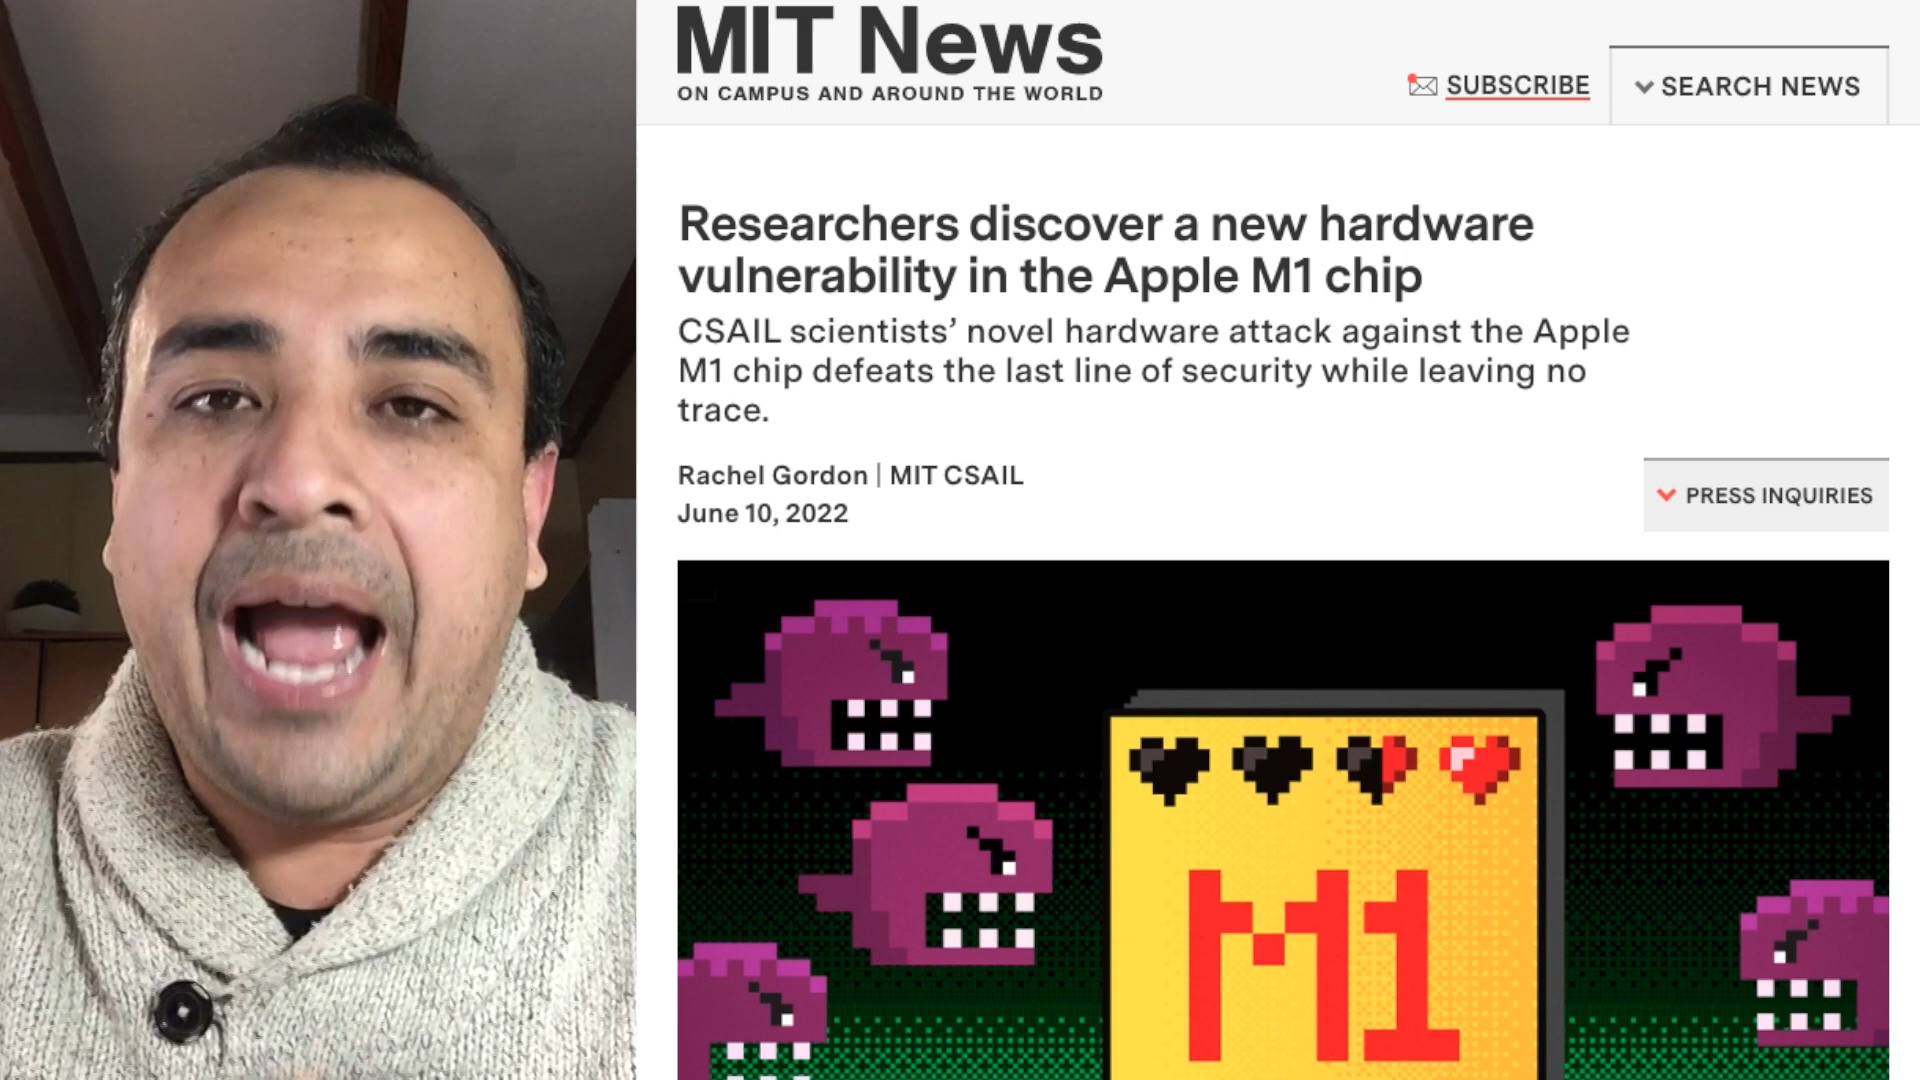 MIT News
ON CAMPUS AND AROUND THE WORLD
SUBSCRIBE
SEARCH NEWS
Researchers discover a new hardware
vulnerability in the Apple M1 chip
CSAIL scientists’ novel hardware attack against the Apple
M1 chip defeats the last line of security while leaving no
trace.
Rachel Gordon | MIT CSAIL
June 10, 2022
PRESS INQUIRIES
M1